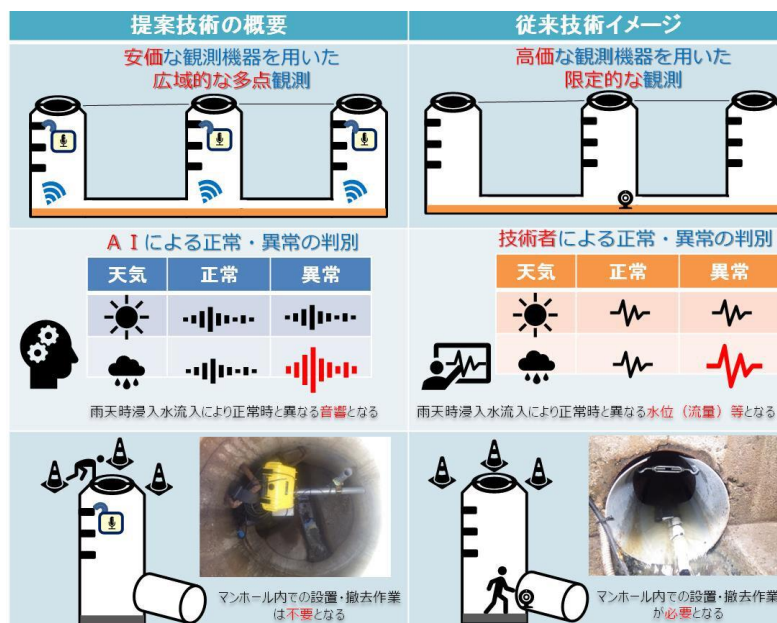 提案技術の概要
従来技術イメージ
安価な観測機器を用いた
広域的な多点観測
高価な観測機器を用いた
限定的な観測
ＡＩによる正常・異常の判別
天気 正常 異常
雨天時浸入水流入により正常時と異なる音響となる
技術者による正常・異常の判別
天気 正常 異常
雨天時浸入水流入により正常時と異なる水位（流量）等となる
マンホール内での設置・撤去作業
は不要となる
マンホール内での設置・撤去作業
が必要となる